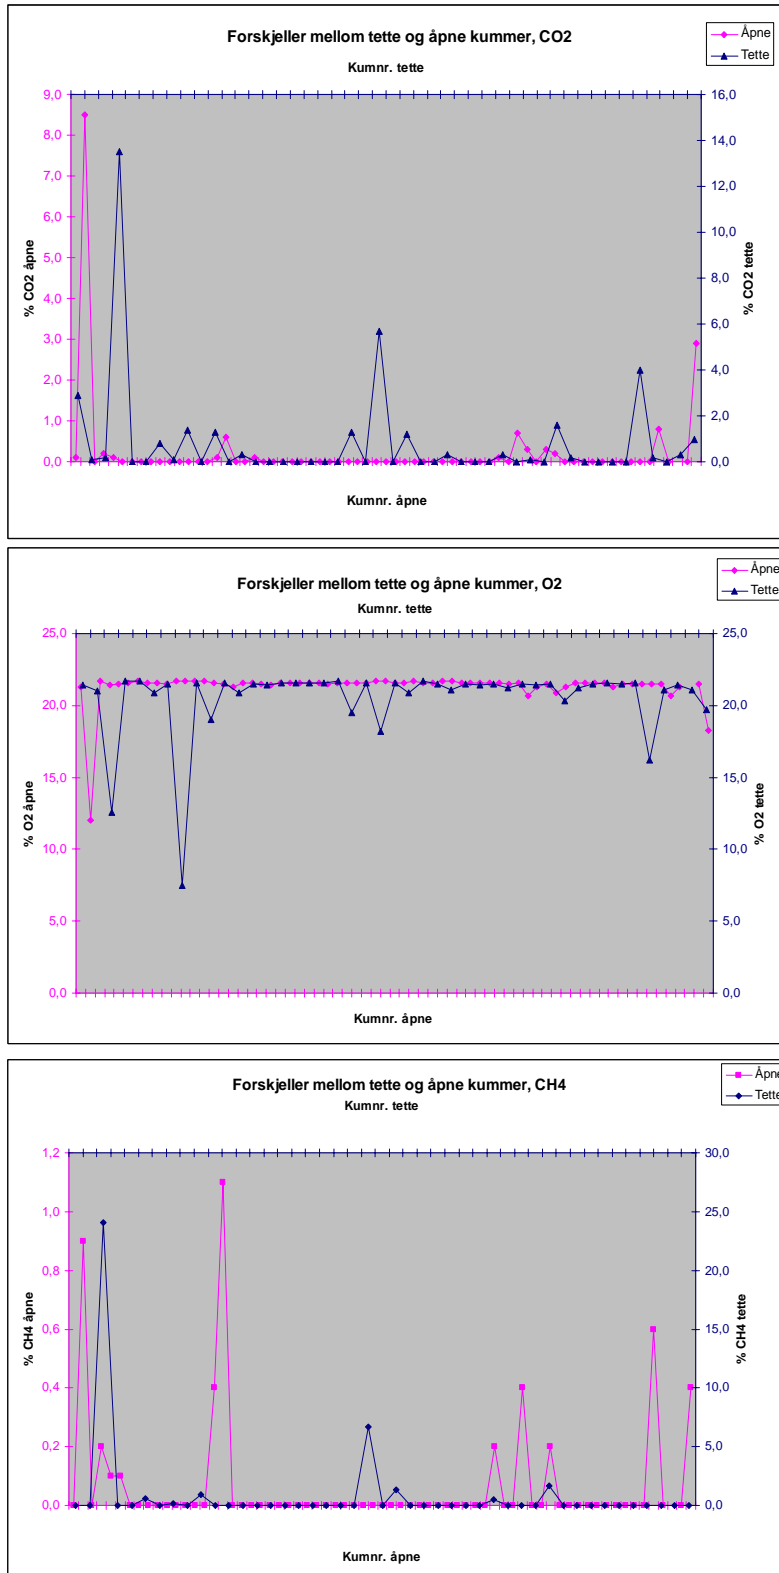 Forskjeller mellom tette og åpne kummer, CO2
Åpne
Tette
Kumnr. tette
9,0
8,0
7,0
6,0
5,0
4,0
3,0
2,0
1,0
0,0
% CO2 åpne
16,0
14,0
12,0
10,0
8,0
6,0
4,0
2,0
0,0
% CO2 tette
Kumnr. åpne
Forskjeller mellom tette og åpne kummer, O2
Åpne
Tette
Kumnr. tette
25,0
20,0
15,0
10,0
5,0
0,0
% O2 åpne
25,0
20,0
15,0
10,0
5,0
0,0
% O2 tette
Kumnr. åpne
Forskjeller mellom tette og åpne kummer, CH4
Åpne
Tette
Kumnr. tette
1,2
1,0
0,8
0,6
0,4
0,2
0,0
% CH4 åpne
30,0
25,0
20,0
15,0
10,0
5,0
0,0
% CH4 tette
Kumnr. åpne